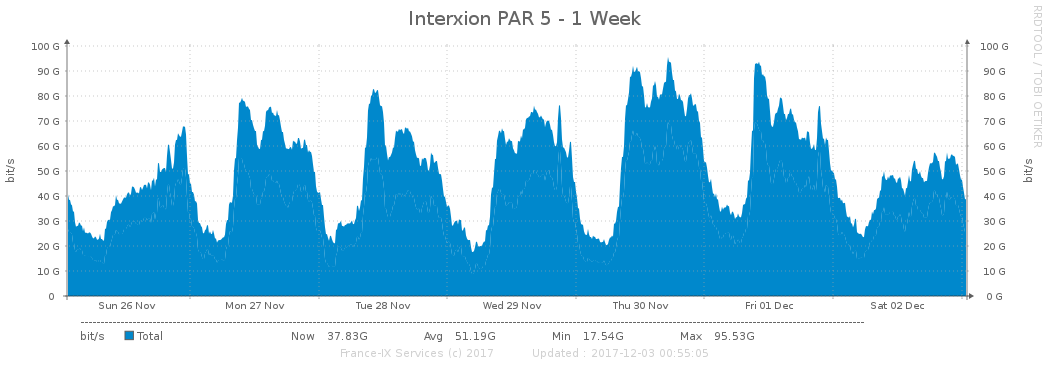 Interxion PAR 5 - 1 Week
RRDTOOL / TOBI OETIKER
bit/s
bit/s
100 G 100 G
90 G 90 G
80 G 80 G
70 G 70 G
60 G 60 G
50 G 50 G
40 G 40 G
30 G 30 G
20 G 20 G
10 G 10 G
0 0 G
Sun 26 Nov Mon 27 Nov Tue 28 Nov Wed 29 Nov Thu 30 Nov Fri 01 Dec Sat 02 Dec
bit/s Total Now 37.83G Avg 51.19G Min 17.54G Max 95.53G
France-IX Services (c) 2017 Updated : 2017-12-03 00:55:05